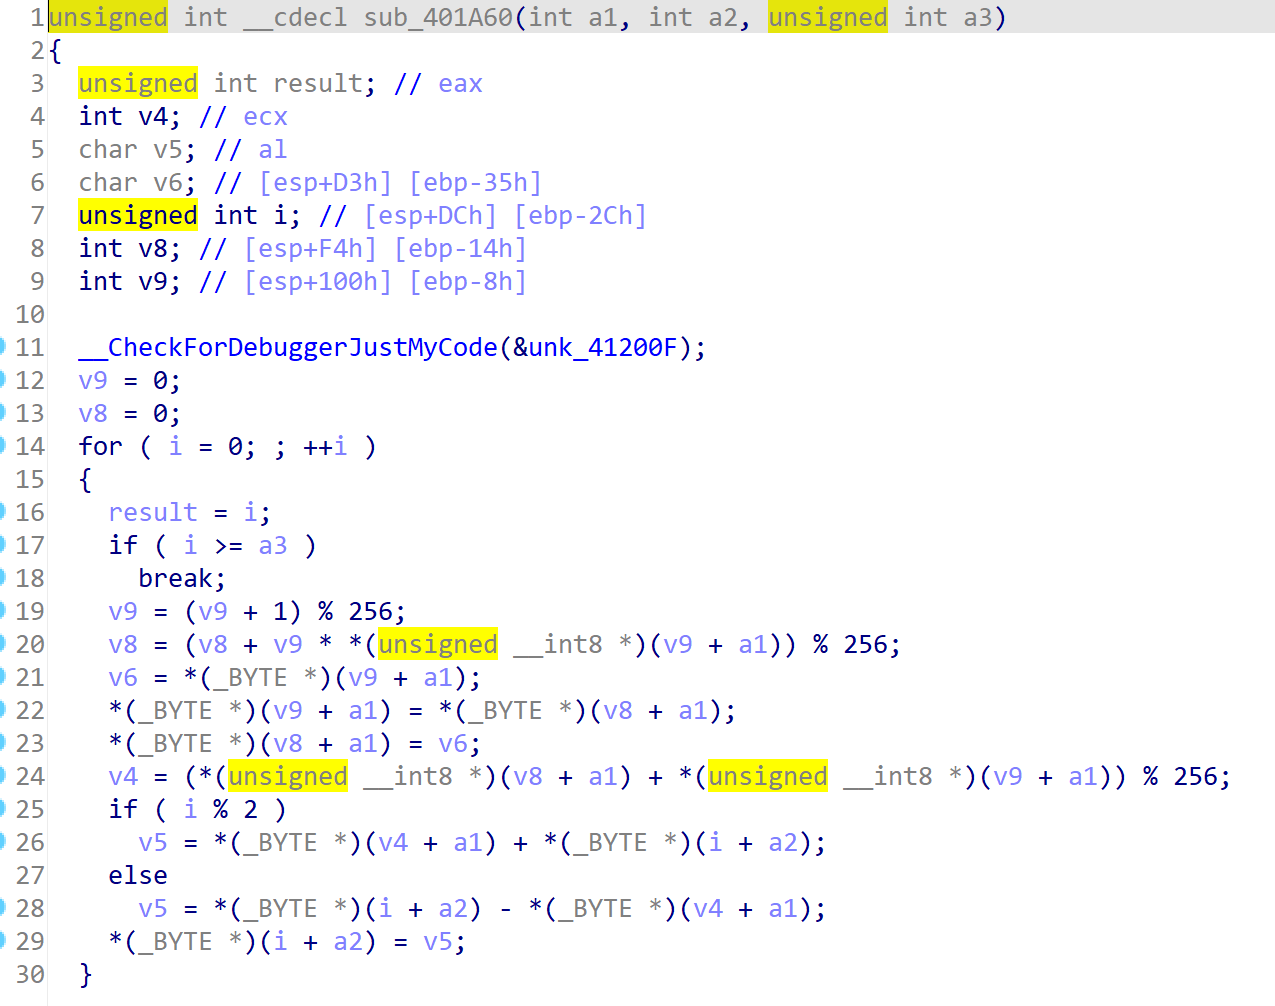 1 unsigned int __cdecl sub_401A60(int a1, int a2, unsigned int a3)
2 {
3   unsigned int result; // eax
4   int v4; // ecx
5   char v5; // al
6   char v6; // [esp+D3h] [ebp-35h]
7   unsigned int i; // [esp+DCh] [ebp-2Ch]
8   int v8; // [esp+F4h] [ebp-14h]
9   int v9; // [esp+100h] [ebp-8h]
10
11   __CheckForDebuggerJustMyCode(&unk_41200F);
12   v9 = 0;
13   v8 = 0;
14   for ( i = 0; ; ++i )
15   {
16     result = i;
17     if ( i >= a3 )
18       break;
19     v9 = (v9 + 1) % 256;
20     v8 = (v8 + v9 * *(unsigned __int8 *)(v9 + a1)) % 256;
21     v6 = *(_BYTE *)(v9 + a1);
22     *(_BYTE *)(v9 + a1) = *(_BYTE *)(v8 + a1);
23     *(_BYTE *)(v8 + a1) = v6;
24     v4 = (*(unsigned __int8 *)(v8 + a1) + *(unsigned __int8 *)(v9 + a1)) % 256;
25     if ( i % 2 )
26       v5 = *(_BYTE *)(v4 + a1) + *(_BYTE *)(i + a2);
27     else
28       v5 = *(_BYTE *)(i + a2) - *(_BYTE *)(v4 + a1);
29     *(_BYTE *)(i + a2) = v5;
30   }